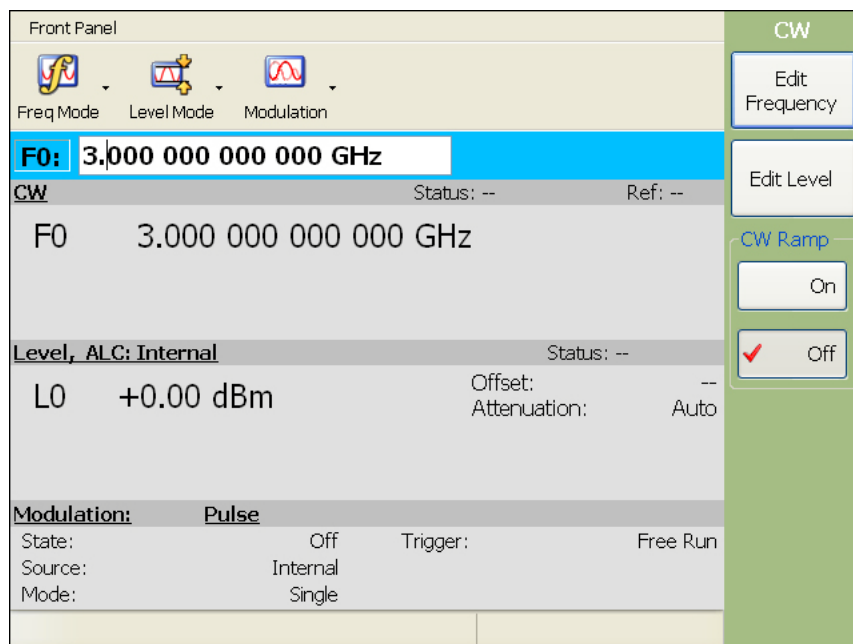 Front Panel
CW
Freq Mode
Level Mode
Modulation
Edit
Frequency
F0:
3.000 000 000 000 GHz
CW
Status: --
Ref: --
Edit Level
F0
3.000 000 000 000 GHz
CW Ramp
On
Off
Level, ALC: Internal
Status: --
L0
+0.00 dBm
Offset:
--
Attenuation:
Auto
Modulation:
Pulse
State:
Off
Trigger:
Free Run
Source:
Internal
Mode:
Single